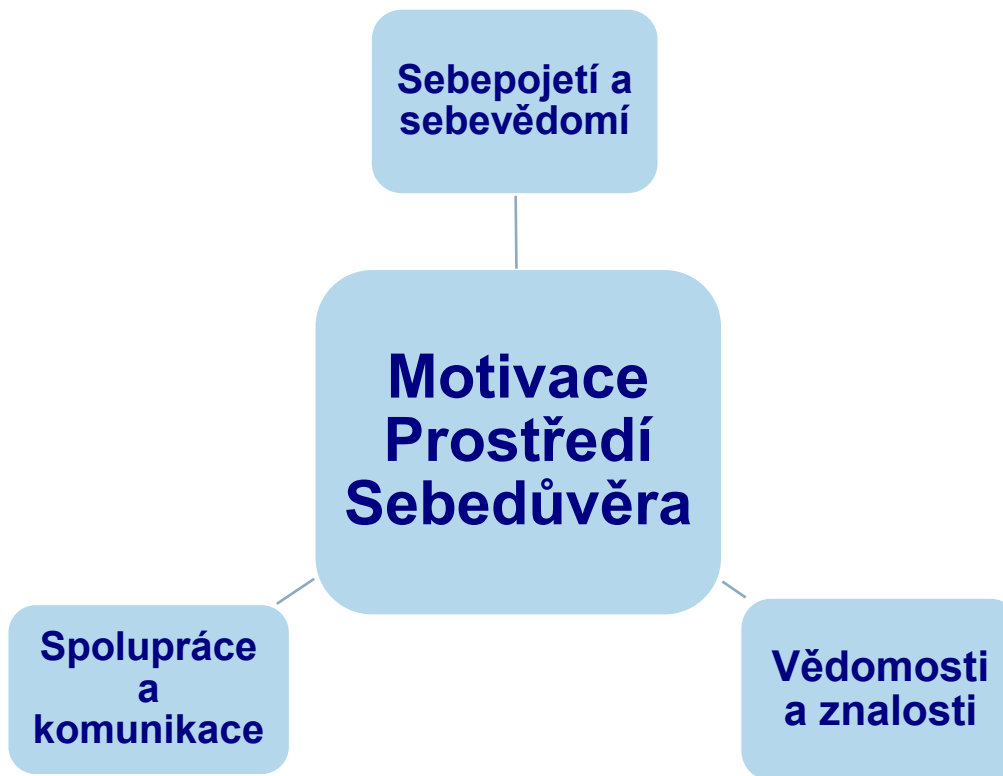 Sebepojetí a
sebevědomí
Motivace
Prostředí
Sebedůvěra
Spolupráce
a
komunikace
Vědomosti
a znalosti